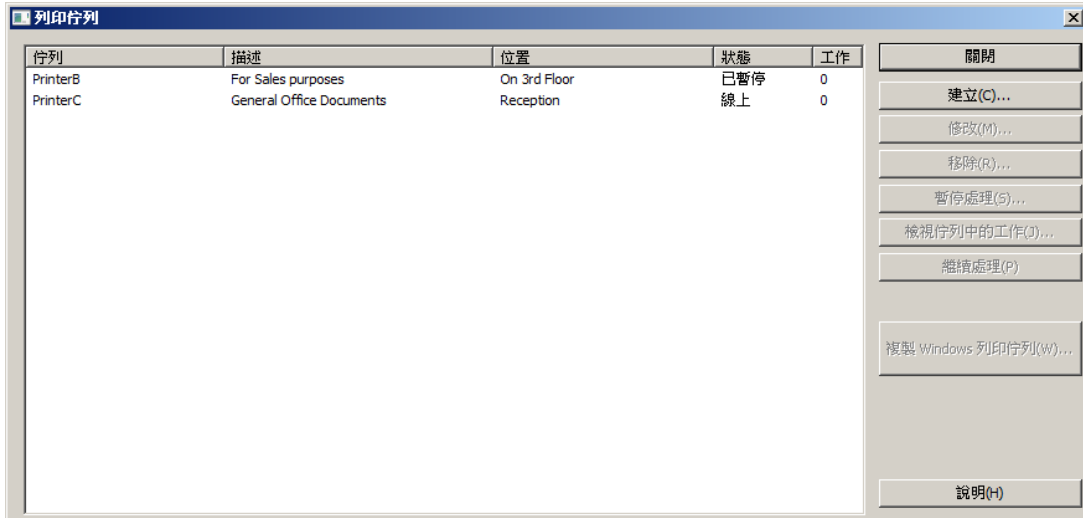 列印佇列
佇列 描述 位置 狀態 工作
PrinterB For Sales purposes On 3rd Floor 已暫停 0
PrinterC General Office Documents Reception 線上 0
關閉
建立(C)...
修改(M)...
移除(R)...
暫停處理(S)...
檢視佇列中的工作(J)...
繼續處理(P)
複製 Windows 列印佇列(W)...
說明(H)